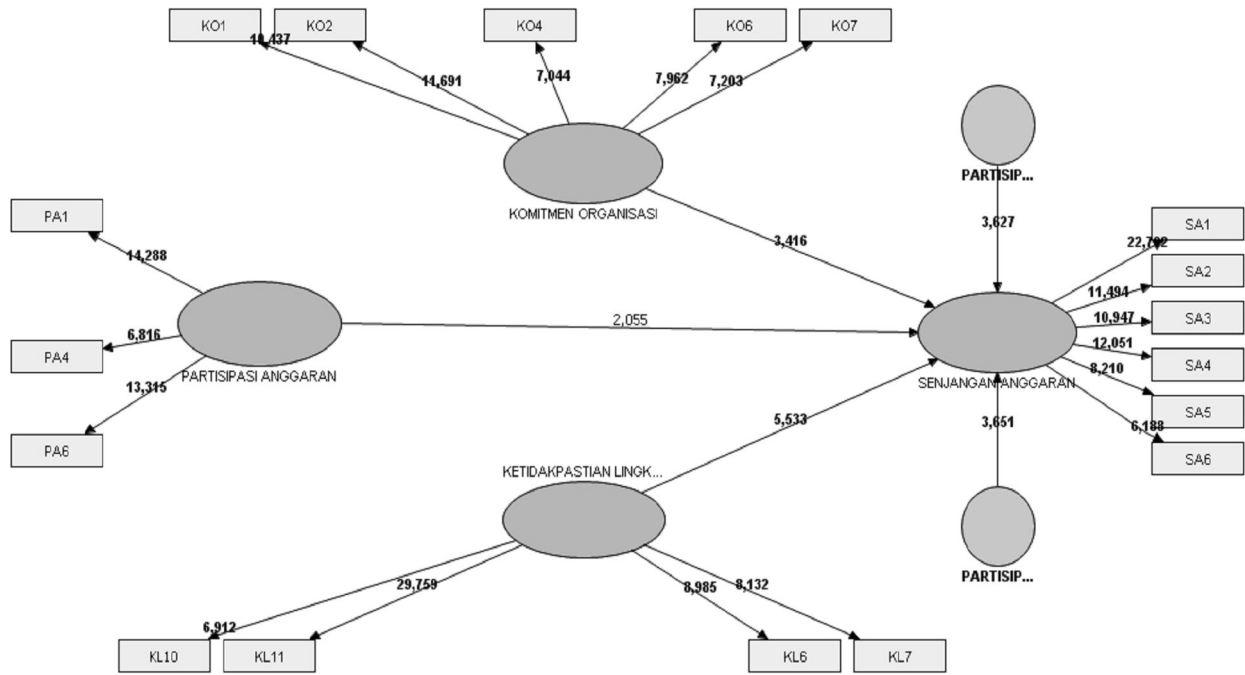 KO1
KO2
KO4
KO6
KO7
10,437
11,691
7,044
7,962
7,203
KOMITMEN ORGANISASI
PARTISIP...
3,627
3,416
PA1
14,288
PA4
6,816
PARTISIPASI ANGGARAN
13,315
PA6
2,055
SA1
SA2
11,494
SA3
10,947
SA4
12,051
SENJANGAN ANGGARAN
8,210
SA5
6,188
SA6
5,533
3,651
KETIDAKPASTIAN LINGK...
PARTISIP...
6,912
29,759
8,985
8,132
KL10
KL11
KL6
KL7